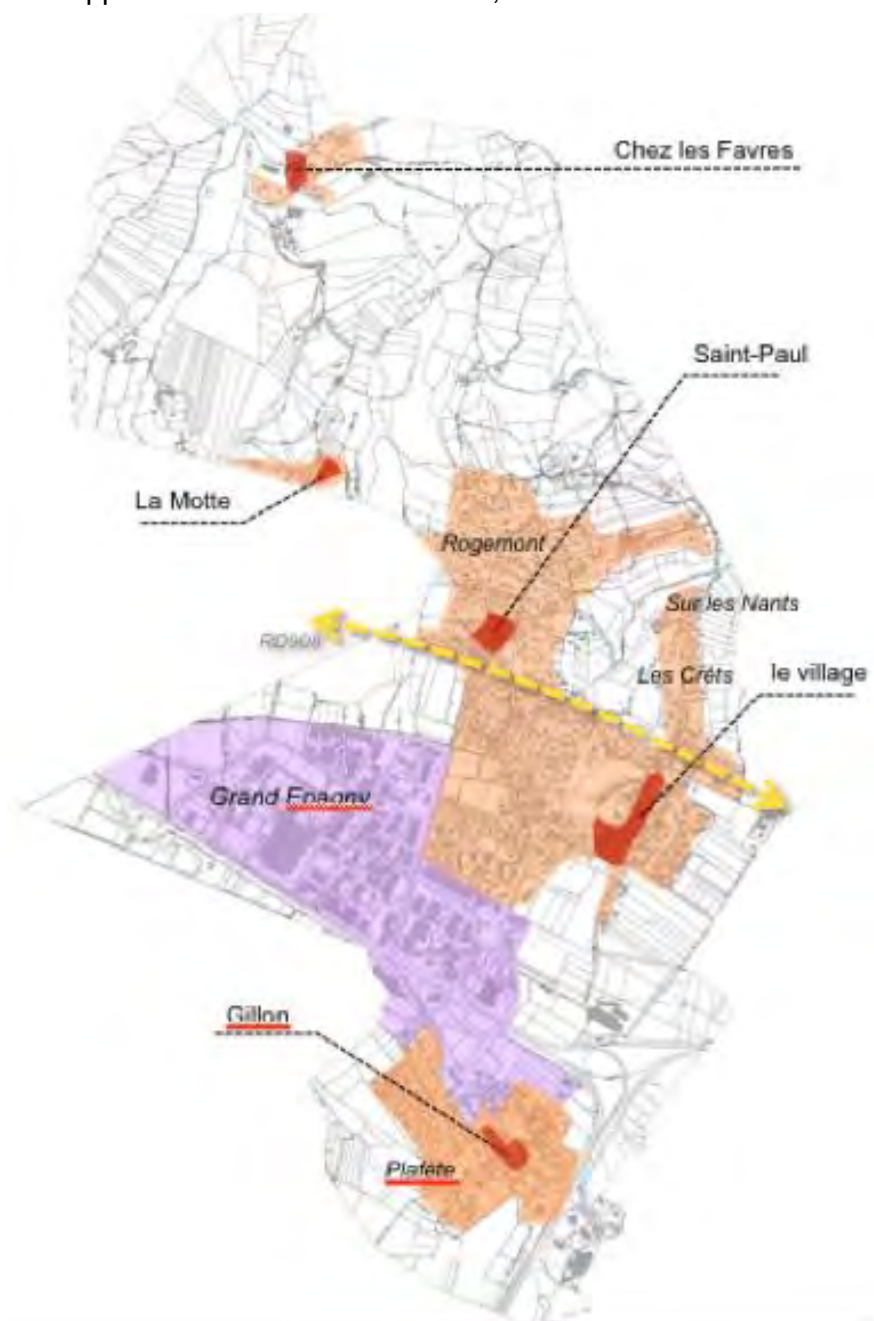 Chez les Favres
Saint-Paul
La Motte
Rogemont
Sur les Nants
RD908
Les Crêts
le village
Grand Epagny
Gillon
Plafète